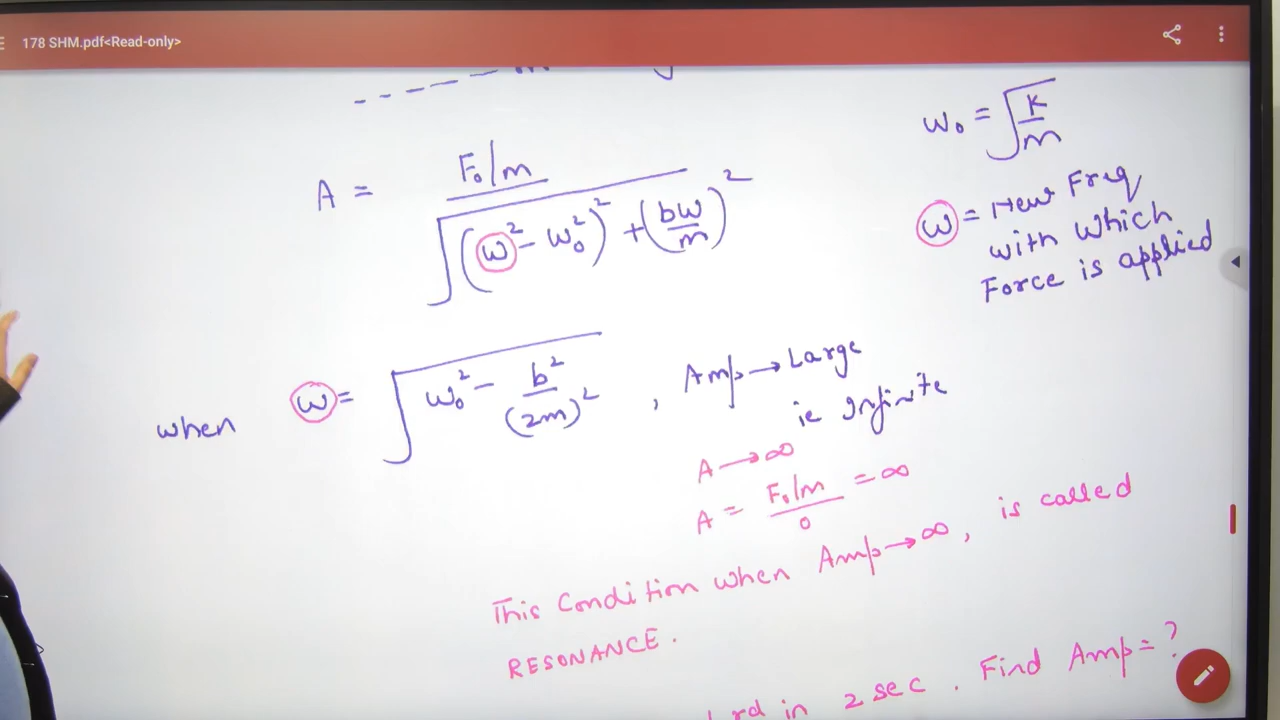 178 SHM.pdf<Read-only>
ω₀ = √(K/m)
A = F₀/m / √((ω² - ω₀²)² + (bω/m)²)
ω = New Freq
with which
Force is applied
when ω = √(ω₀² - b²/(2m)²) , Amp → Large
ie Infinite
A → ∞
A = F₀/m / 0 = ∞
This Condition when Amp → ∞ , is called
RESONANCE.
in 2 sec . Find Amp = ?